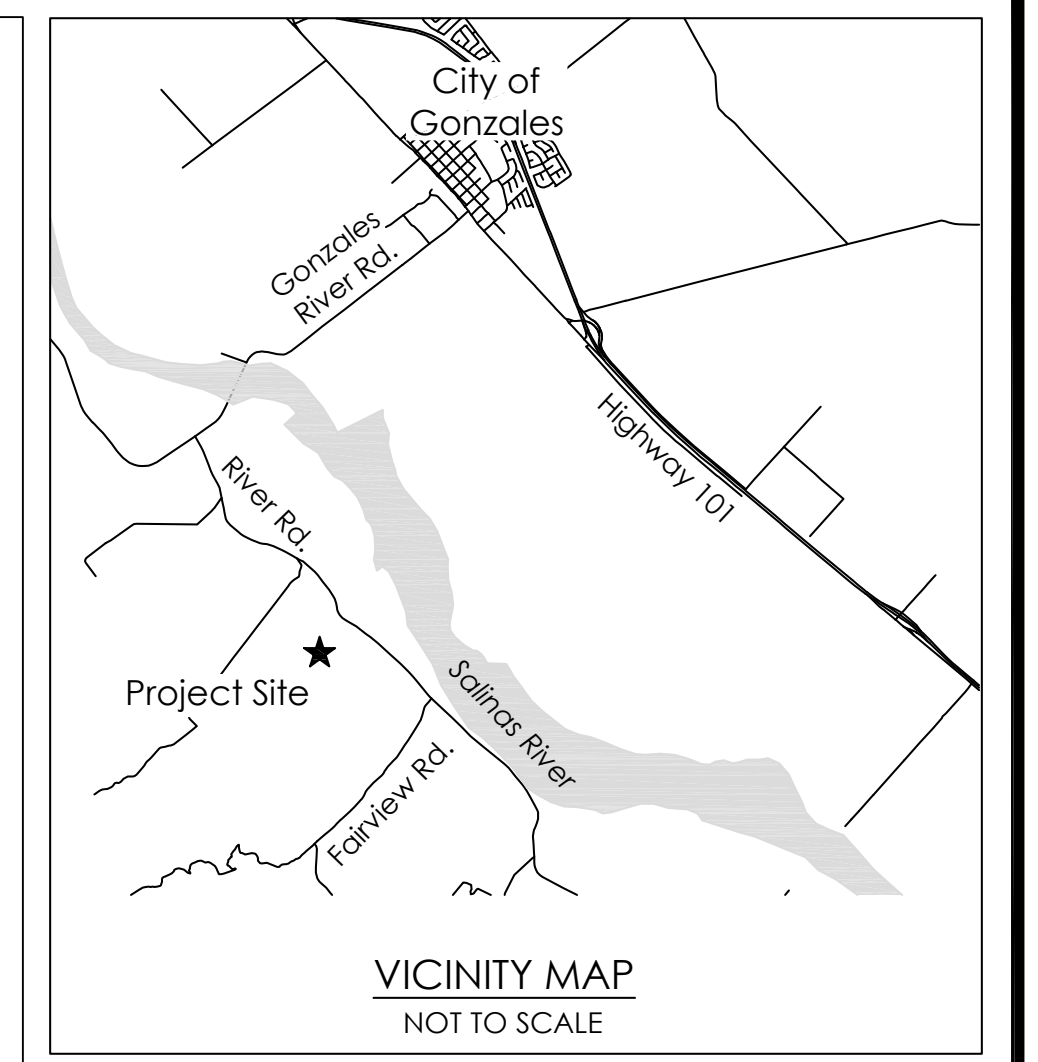 City of
Gonzales
Gonzales
River Rd.
Highway 101
River Rd.
Project Site
Salinas River
Fairview Rd.
VICINITY MAP
NOT TO SCALE